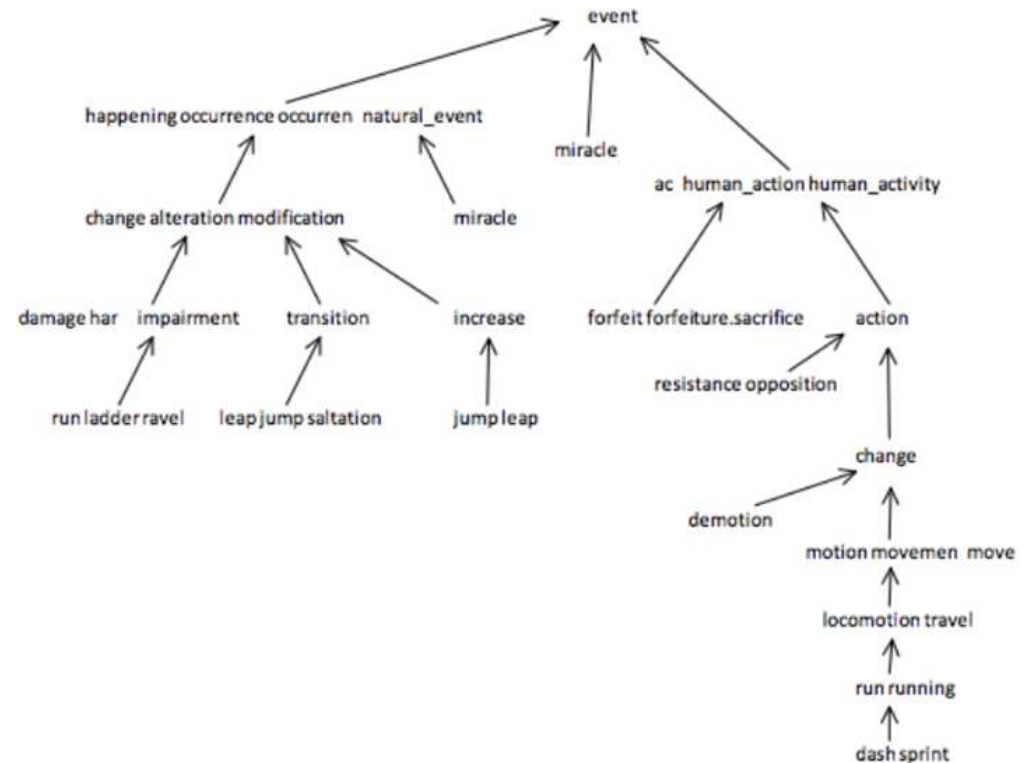 event
happening occurrence occurren natural_event
miracle
ac human_action human_activity
change alteration modification
miracle
damage har impairment
transition
increase
forfeit forfeiture.sacrifice
action
resistance opposition
run ladder ravel
leap jump saltation
jump leap
change
demotion
motion movemen move
locomotion travel
run running
dash sprint